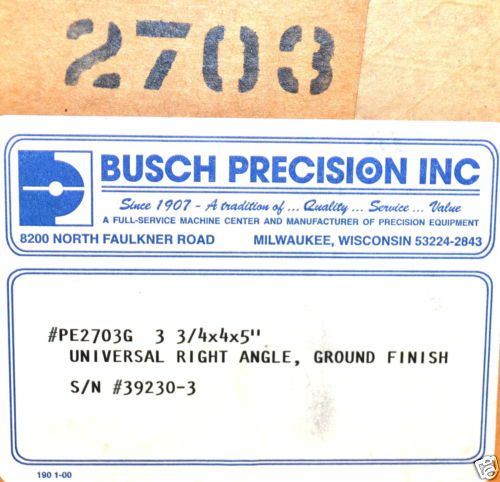 2703
BUSCH PRECISION INC
Since 1907 - A tradition of ... Quality ... Service ... Value
A FULL-SERVICE MACHINE CENTER AND MANUFACTURER OF PRECISION EQUIPMENT
8200 NORTH FAULKNER ROAD MILWAUKEE, WISCONSIN 53224-2843
#PE2703G 3 3/4x4x5"
UNIVERSAL RIGHT ANGLE, GROUND FINISH
S/N #39230-3
190 1-00